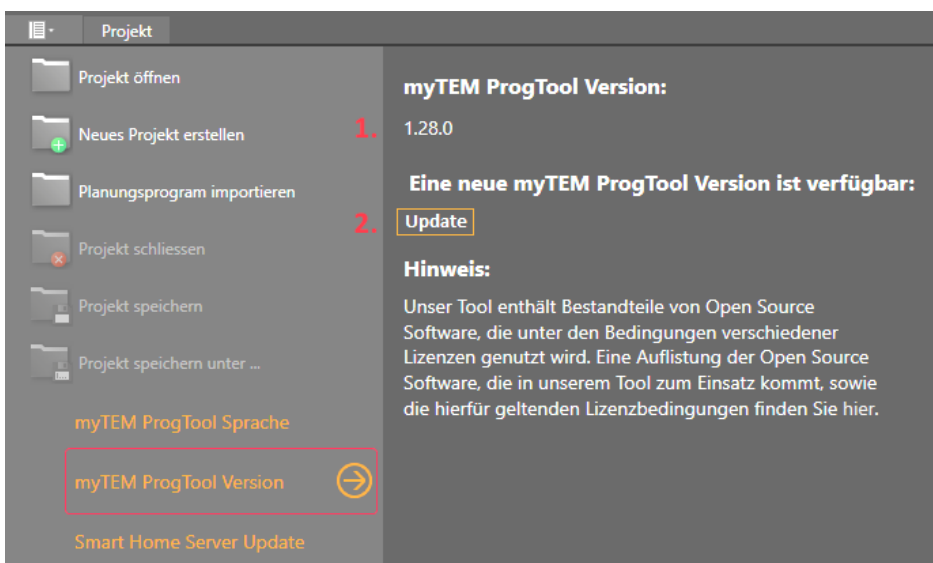 Projekt
Projekt öffnen
Neues Projekt erstellen
Planungsprogram importieren
Projekt schliessen
Projekt speichern
Projekt speichern unter ...
myTEM ProgTool Sprache
myTEM ProgTool Version
Smart Home Server Update
myTEM ProgTool Version:
1.
1.28.0
Eine neue myTEM ProgTool Version ist verfügbar:
2.
Update
Hinweis:
Unser Tool enthält Bestandteile von Open Source
Software, die unter den Bedingungen verschiedener
Lizenzen genutzt wird. Eine Auflistung der Open Source
Software, die in unserem Tool zum Einsatz kommt, sowie
die hierfür geltenden Lizenzbedingungen finden Sie hier.